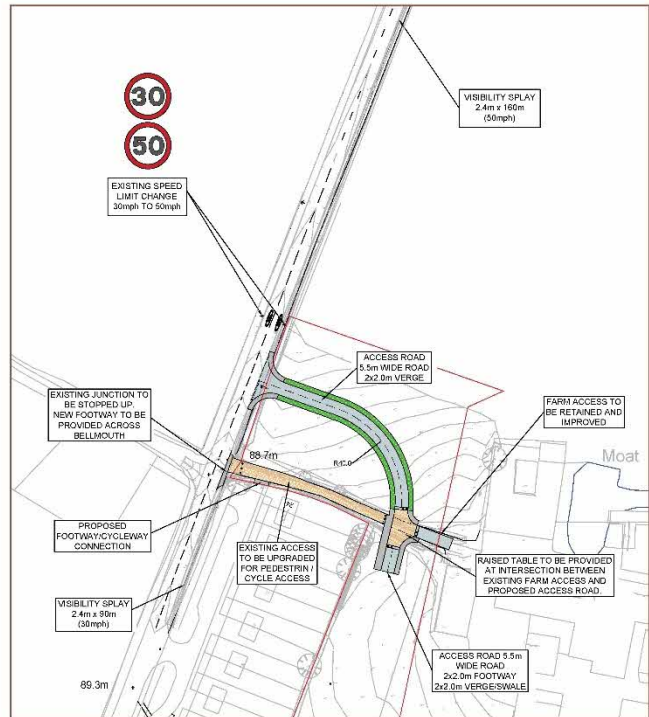 VISIBILITY SPLAY
2.4m x 160m
(50mph)
30
50
EXISTING SPEED
LIMIT CHANGE
30mph TO 50mph
ACCESS ROAD
5.5m WIDE ROAD
2x2.0m VERGE
EXISTING JUNCTION TO
BE STOPPED UP.
NEW FOOTWAY TO BE
PROVIDED ACROSS
BELLMOUTH
FARM ACCESS TO
BE RETAINED AND
IMPROVED
Moat
88.7m
PROPOSED
FOOTWAY/CYCLEWAY
CONNECTION
EXISTING ACCESS
TO BE UPGRADED
FOR PEDESTRIN /
CYCLE ACCESS
RAISED TABLE TO BE PROVIDED
AT INTERSECTION BETWEEN
EXISTING FARM ACCESS AND
PROPOSED ACCESS ROAD.
VISIBILITY SPLAY
2.4m x 90m
(30mph)
ACCESS ROAD 5.5m
WIDE ROAD
2x2.0m FOOTWAY
2x2.0m VERGE/SWALE
89.3m